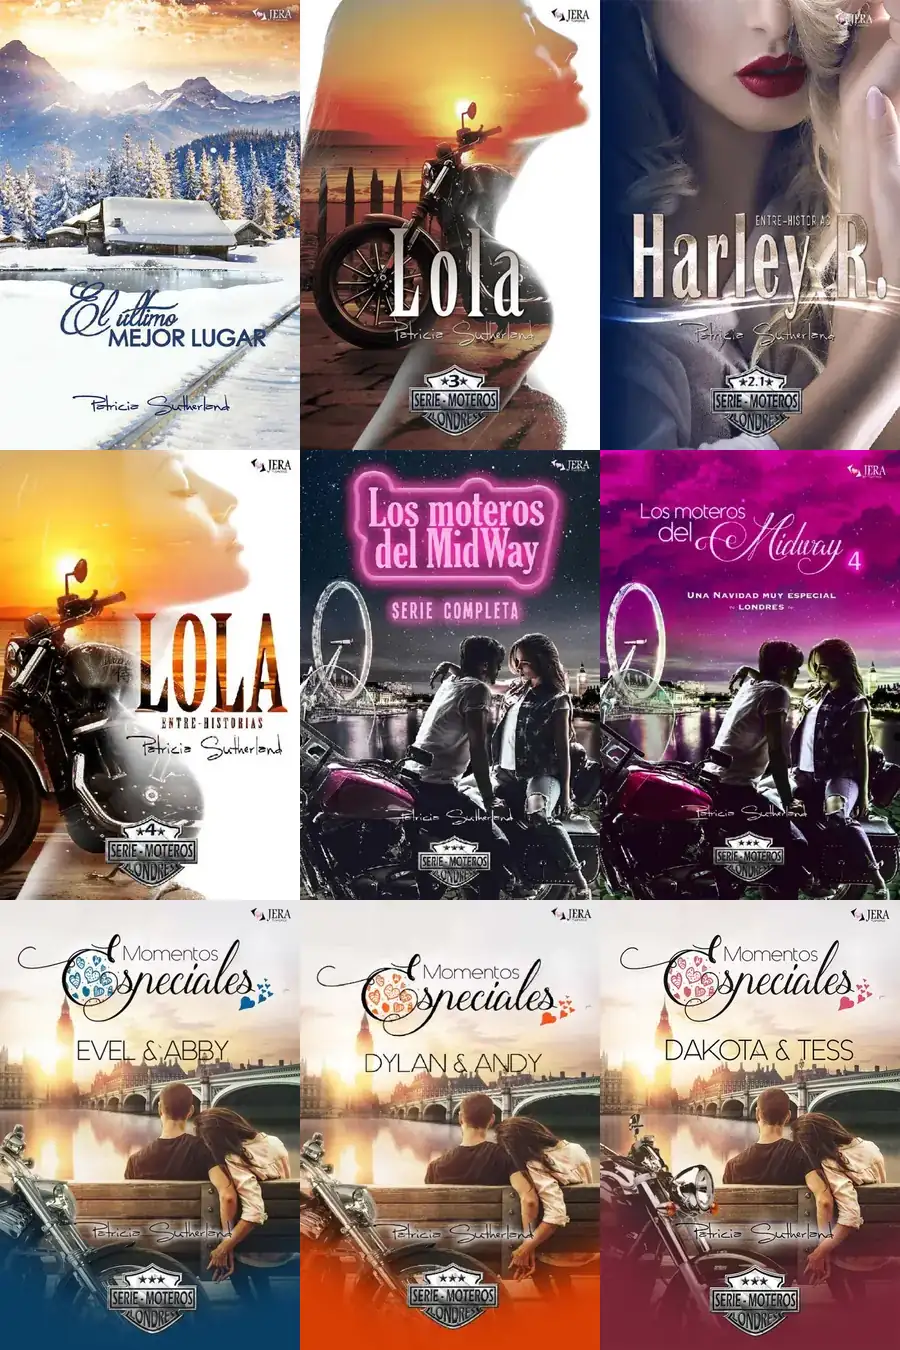 JERA
El último
MEJOR LUGAR
Patricia Sutherland
JERA
Lola
Patricia Sutherland
3
SERIE - MOTEROS
LONDRES
JERA
ENTRE-HISTORIAS
Harley R.
Patricia Sutherland
2.1
SERIE - MOTEROS
LONDRES
JERA
LOLA
ENTRE-HISTORIAS
Patricia Sutherland
4
SERIE - MOTEROS
LONDRES
JERA
Los moteros
del MidWay
SERIE COMPLETA
Patricia Sutherland
SERIE - MOTEROS
LONDRES
JERA
Los moteros
del Midway 4
UNA NAVIDAD MUY ESPECIAL
LONDRES
Patricia Sutherland
SERIE - MOTEROS
LONDRES
JERA
Momentos
Especiales
EVEL & ABBY
Patricia Sutherland
SERIE - MOTEROS
LONDRES
JERA
Momentos
Especiales
DYLAN & ANDY
Patricia Sutherland
SERIE - MOTEROS
LONDRES
JERA
Momentos
Especiales
DAKOTA & TESS
Patricia Sutherland
SERIE - MOTEROS
LONDRES